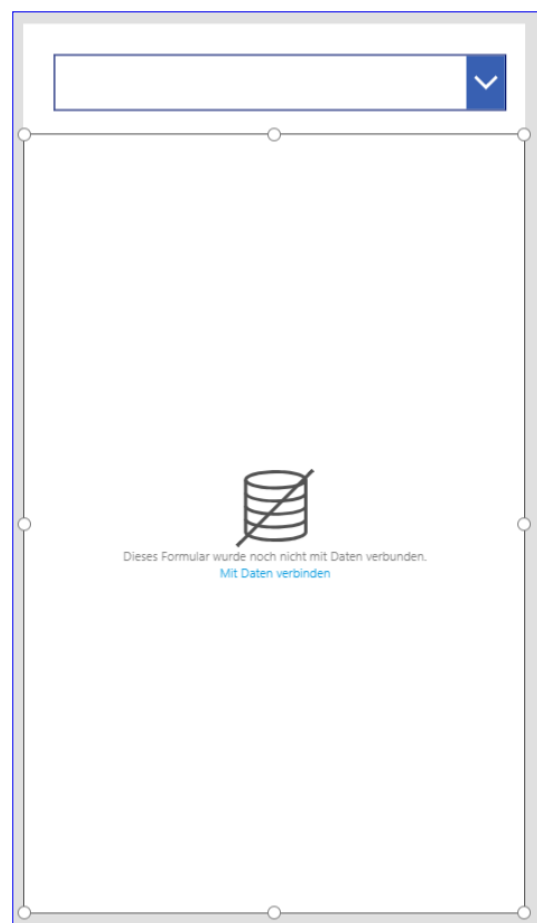 Dieses Formular wurde noch nicht mit Daten verbunden.
Mit Daten verbinden